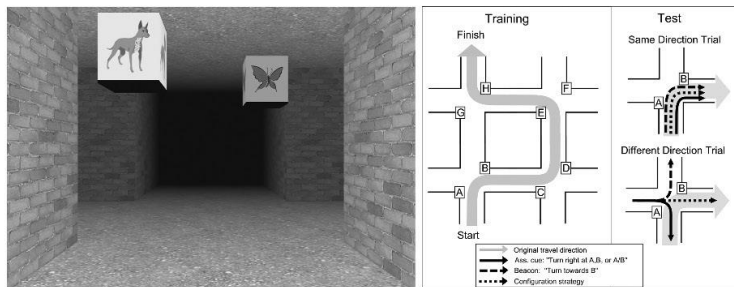 Training
Finish
H
F
G
E
B
D
A
C
Start
Test
Same Direction Trial
B
A
Different Direction Trial
B
A
Original travel direction
Ass. cue: "Turn right at A,B, or A/B"
Beacon: "Turn towards B"
Configuration strategy